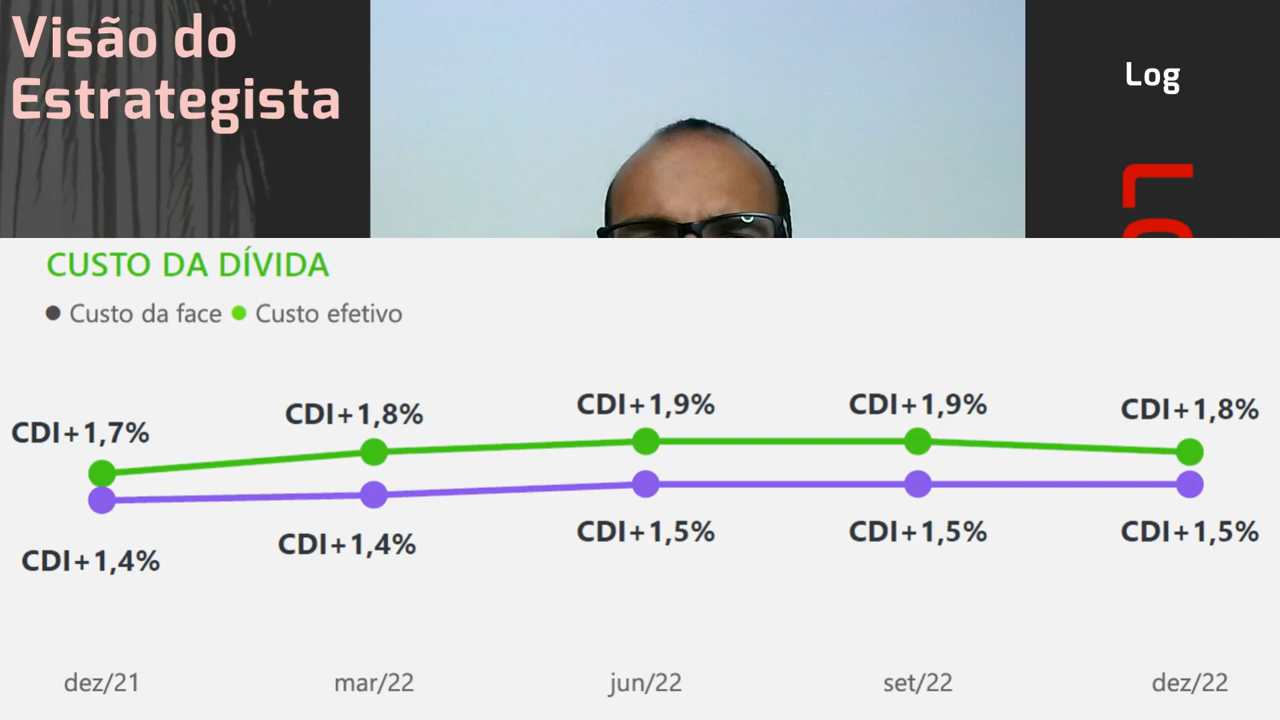 Visão do
Estrategista
Log
CUSTO DA DÍVIDA
Custo da face
Custo efetivo
CDI+1,7%
CDI+1,8%
CDI+1,9%
CDI+1,9%
CDI+1,8%
CDI+1,4%
CDI+1,4%
CDI+1,5%
CDI+1,5%
CDI+1,5%
dez/21
mar/22
jun/22
set/22
dez/22